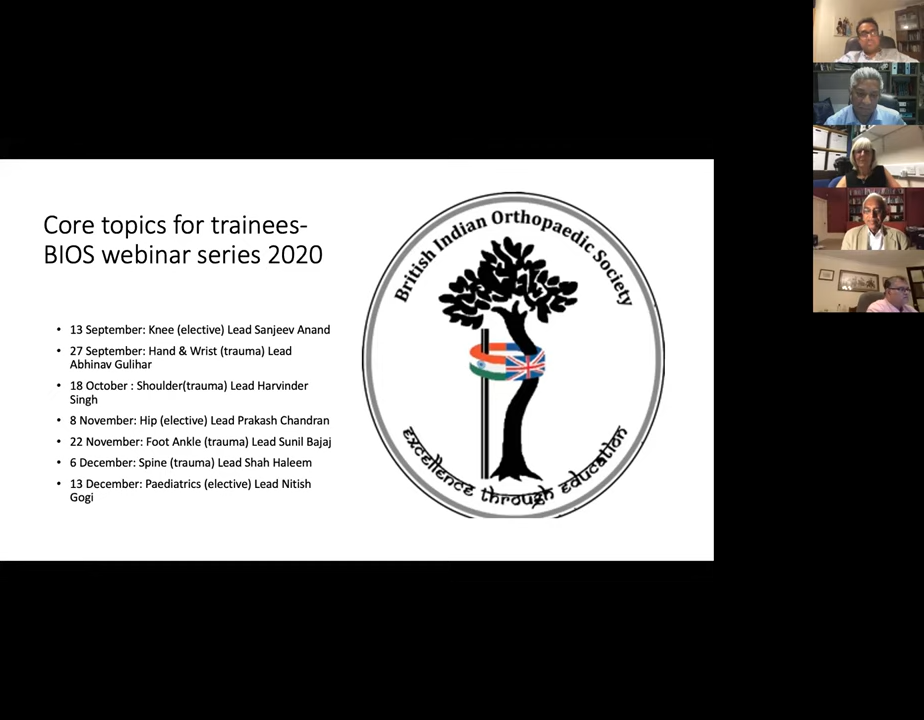 Core topics for trainees-
BIOS webinar series 2020
• 13 September: Knee (elective) Lead Sanjeev Anand
• 27 September: Hand & Wrist (trauma) Lead
Abhinav Gulihar
• 18 October : Shoulder(trauma) Lead Harvinder
Singh
• 8 November: Hip (elective) Lead Prakash Chandran
• 22 November: Foot Ankle (trauma) Lead Sunil Bajaj
• 6 December: Spine (trauma) Lead Shah Haleem
• 13 December: Paediatrics (elective) Lead Nitish
Gogi
British Indian Orthopaedic Society
excellence through education